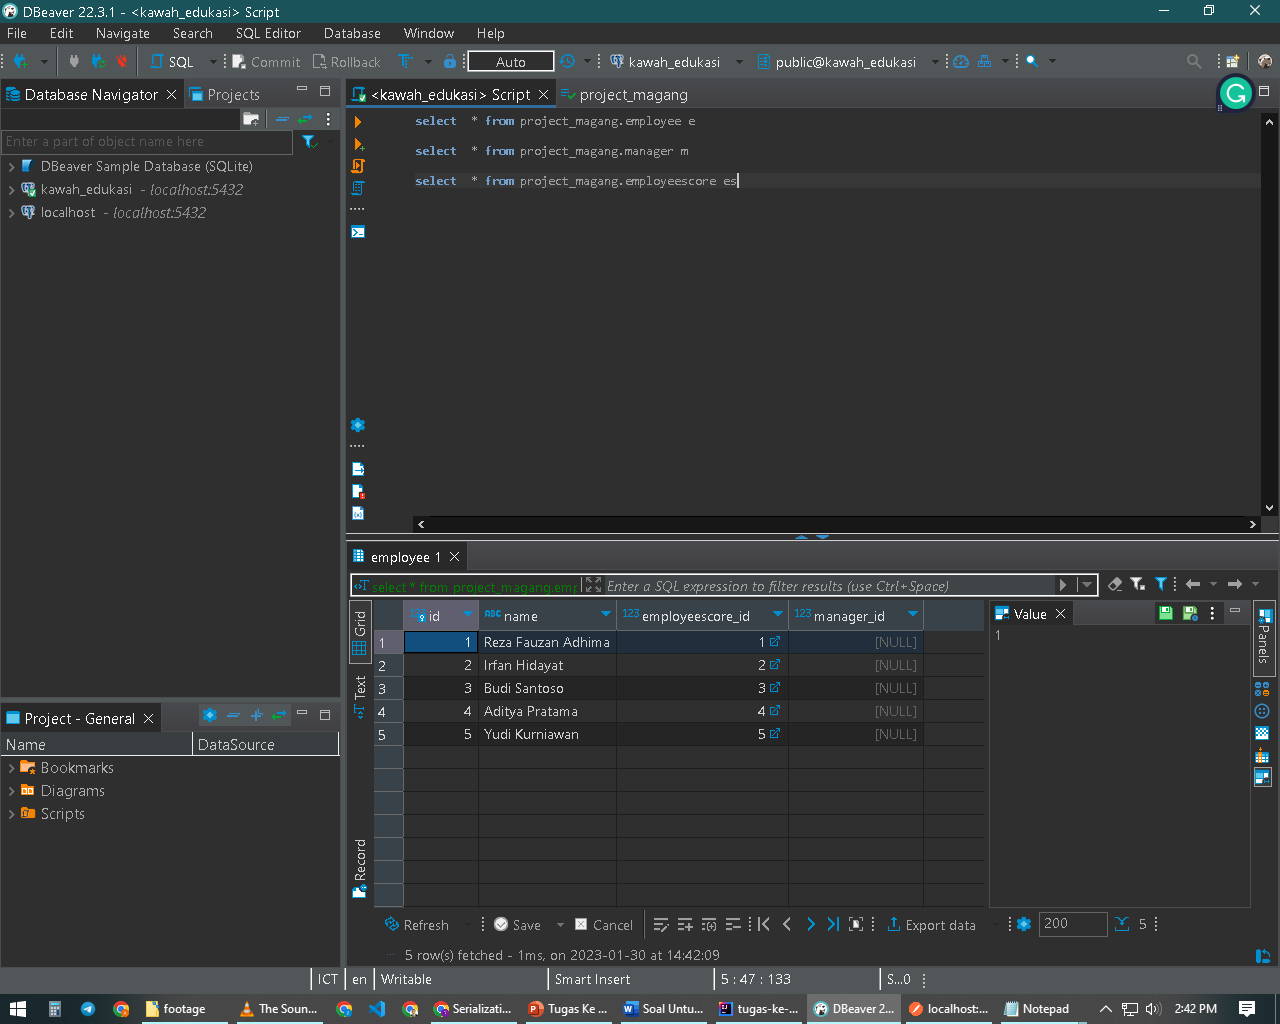 DBeaver 22.3.1 - <kawah_edukasi> Script
File Edit Navigate Search SQL Editor Database Window Help
SQL Commit Rollback Auto kawah_edukasi public@kawah_edukasi
Database Navigator Projects
<kawah_edukasi> Script project_magang
Enter a part of object name here
DBeaver Sample Database (SQLite)
kawah_edukasi - localhost:5432
localhost - localhost:5432
select * from project_magang.employee e
select * from project_magang.manager m
select * from project_magang.employeescore es
employee 1
select * from project_magang.emp
Enter a SQL expression to filter results (use Ctrl+Space)
Grid
Text
Record
id name employeescore_id manager_id
1 1 Reza Fauzan Adhima 1 [NULL]
2 2 Irfan Hidayat 2 [NULL]
3 3 Budi Santoso 3 [NULL]
4 4 Aditya Pratama 4 [NULL]
5 5 Yudi Kurniawan 5 [NULL]
Value
1
Panels
Project - General
Name DataSource
Bookmarks
Diagrams
Scripts
Refresh Save Cancel Export data 200 5
5 row(s) fetched - 1ms, on 2023-01-30 at 14:42:09
ICT en Writable Smart Insert 5 : 47 : 133 S...0
footage The Soun... Serializati... Tugas Ke ... Soal Untu... tugas-ke-... DBeaver 2... localhost:... Notepad 2:42 PM